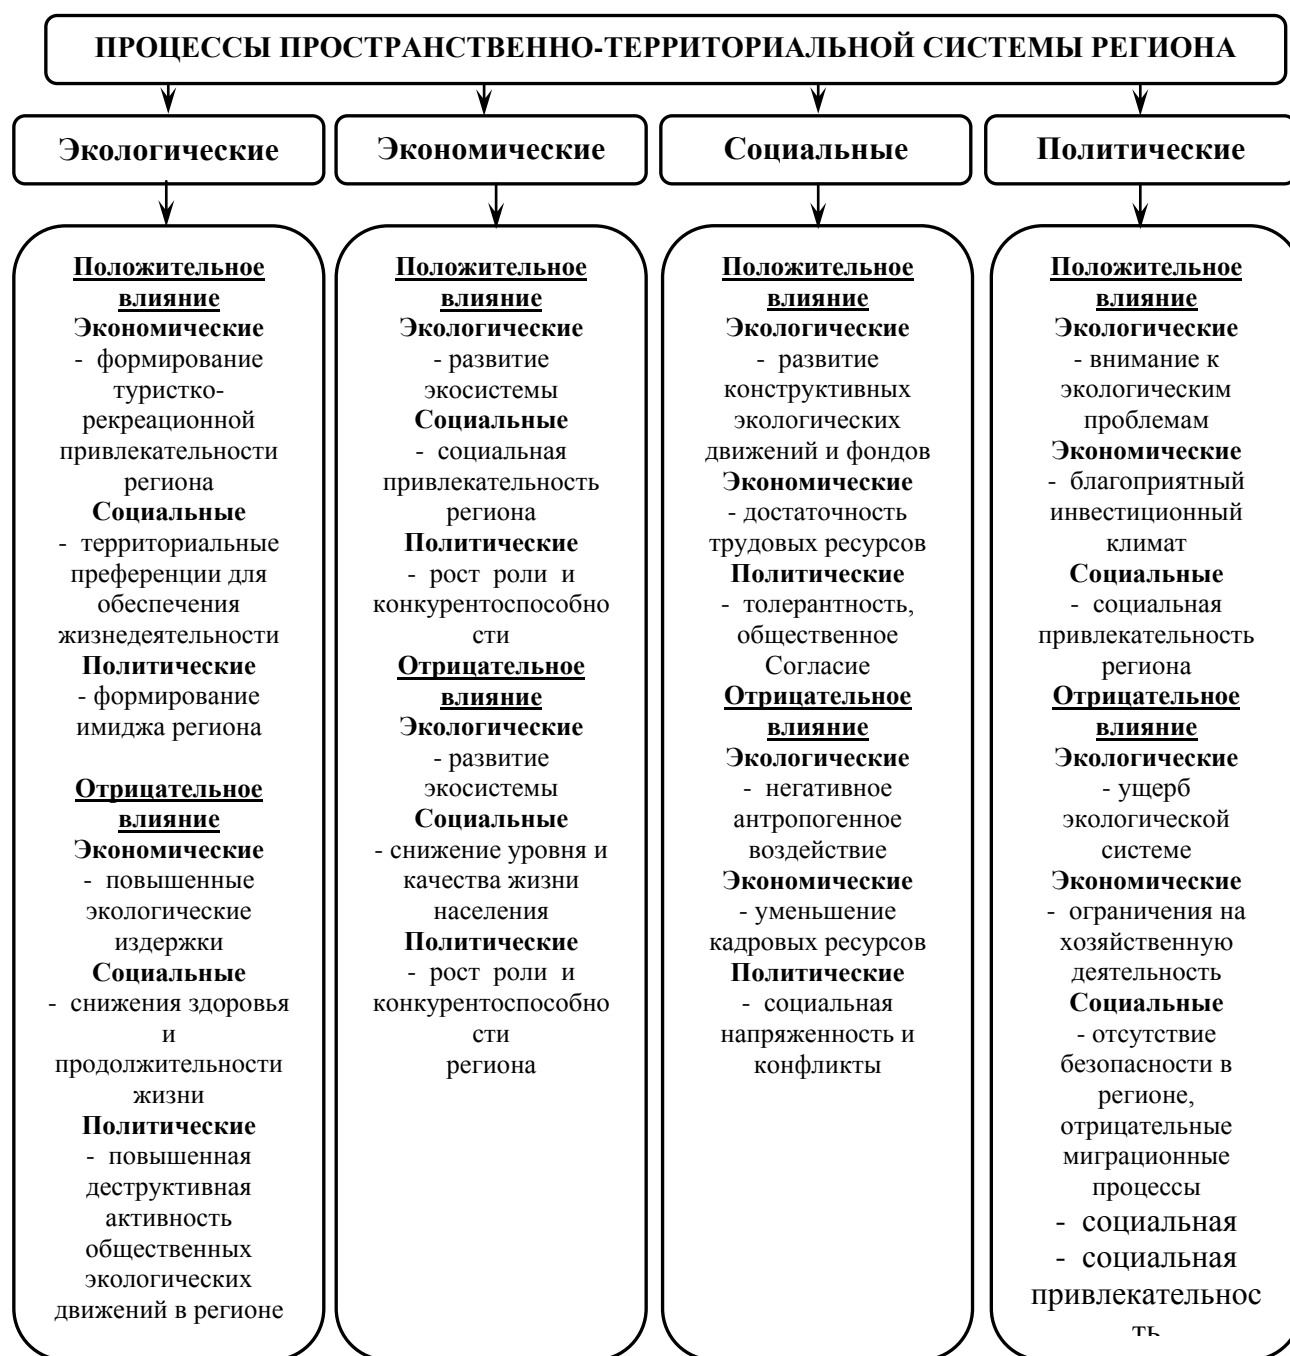 ПРОЦЕССЫ ПРОСТРАНСТВЕННО-ТЕРРИТОРИАЛЬНОЙ СИСТЕМЫ РЕГИОНА
Экологические
Экономические
Социальные
Политические
Положительное
влияние
Экономические
- формирование
туристко-
рекреационной
привлекательности
региона
Социальные
- территориальные
преференции для
обеспечения
жизнедеятельности
Политические
- формирование
имиджа региона
Отрицательное
влияние
Экономические
- повышенные
экологические
издержки
Социальные
- снижения здоровья
и
продолжительности
жизни
Политические
- повышенная
деструктивная
активность
общественных
экологических
движений в регионе
Положительное
влияние
Экологические
- развитие
экосистемы
Социальные
- социальная
привлекательность
региона
Политические
- рост роли и
конкурентоспособно
сти
Отрицательное
влияние
Экологические
- развитие
экосистемы
Социальные
- снижение уровня и
качества жизни
населения
Политические
- рост роли и
конкурентоспособно
сти
региона
Положительное
влияние
Экологические
- развитие
конструктивных
экологических
движений и фондов
Экономические
- достаточность
трудовых ресурсов
Политические
- толерантность,
общественное
Согласие
Отрицательное
влияние
Экологические
- негативное
антропогенное
воздействие
Экономические
- уменьшение
кадровых ресурсов
Политические
- социальная
напряженность и
конфликты
Положительное
влияние
Экологические
- внимание к
экологическим
проблемам
Экономические
- благоприятный
инвестиционный
климат
Социальные
- социальная
привлекательность
региона
Отрицательное
влияние
Экологические
- ущерб
экологической
системе
Экономические
- ограничения на
хозяйственную
деятельность
Социальные
- отсутствие
безопасности в
регионе,
отрицательные
миграционные
процессы
- социальная
- социальная
привлекательнос
ть